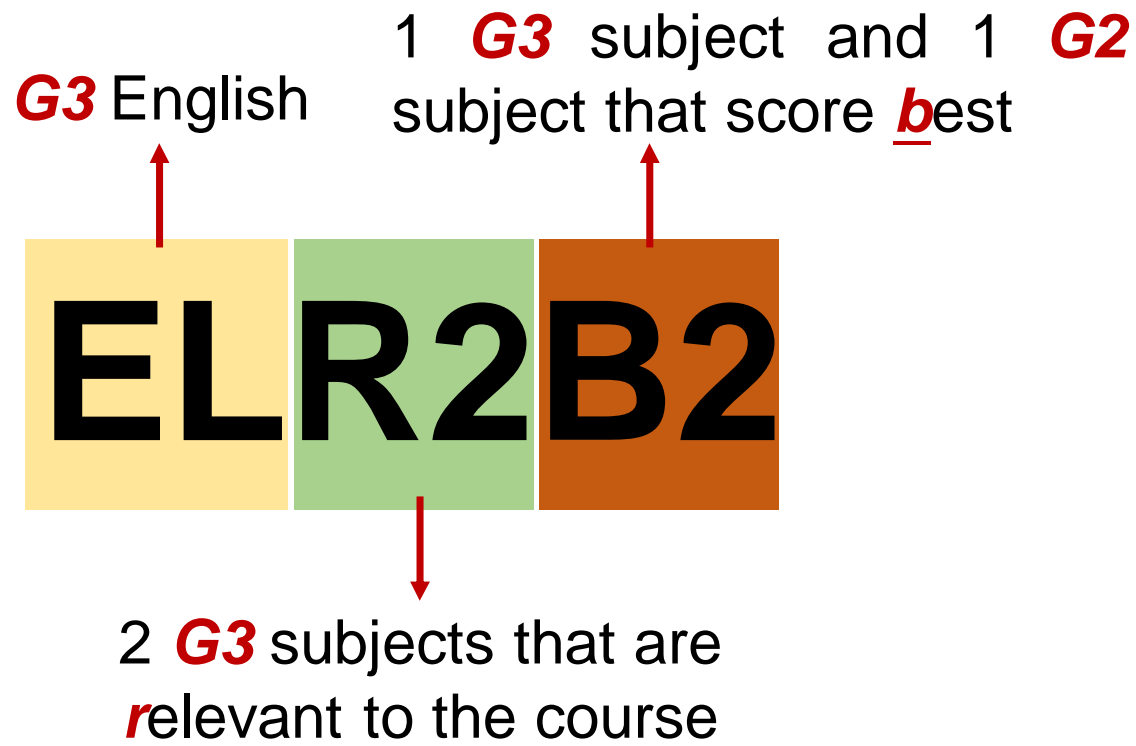 G3 English
1 G3 subject and 1 G2
subject that score best
ELR2B2
2 G3 subjects that are
relevant to the course